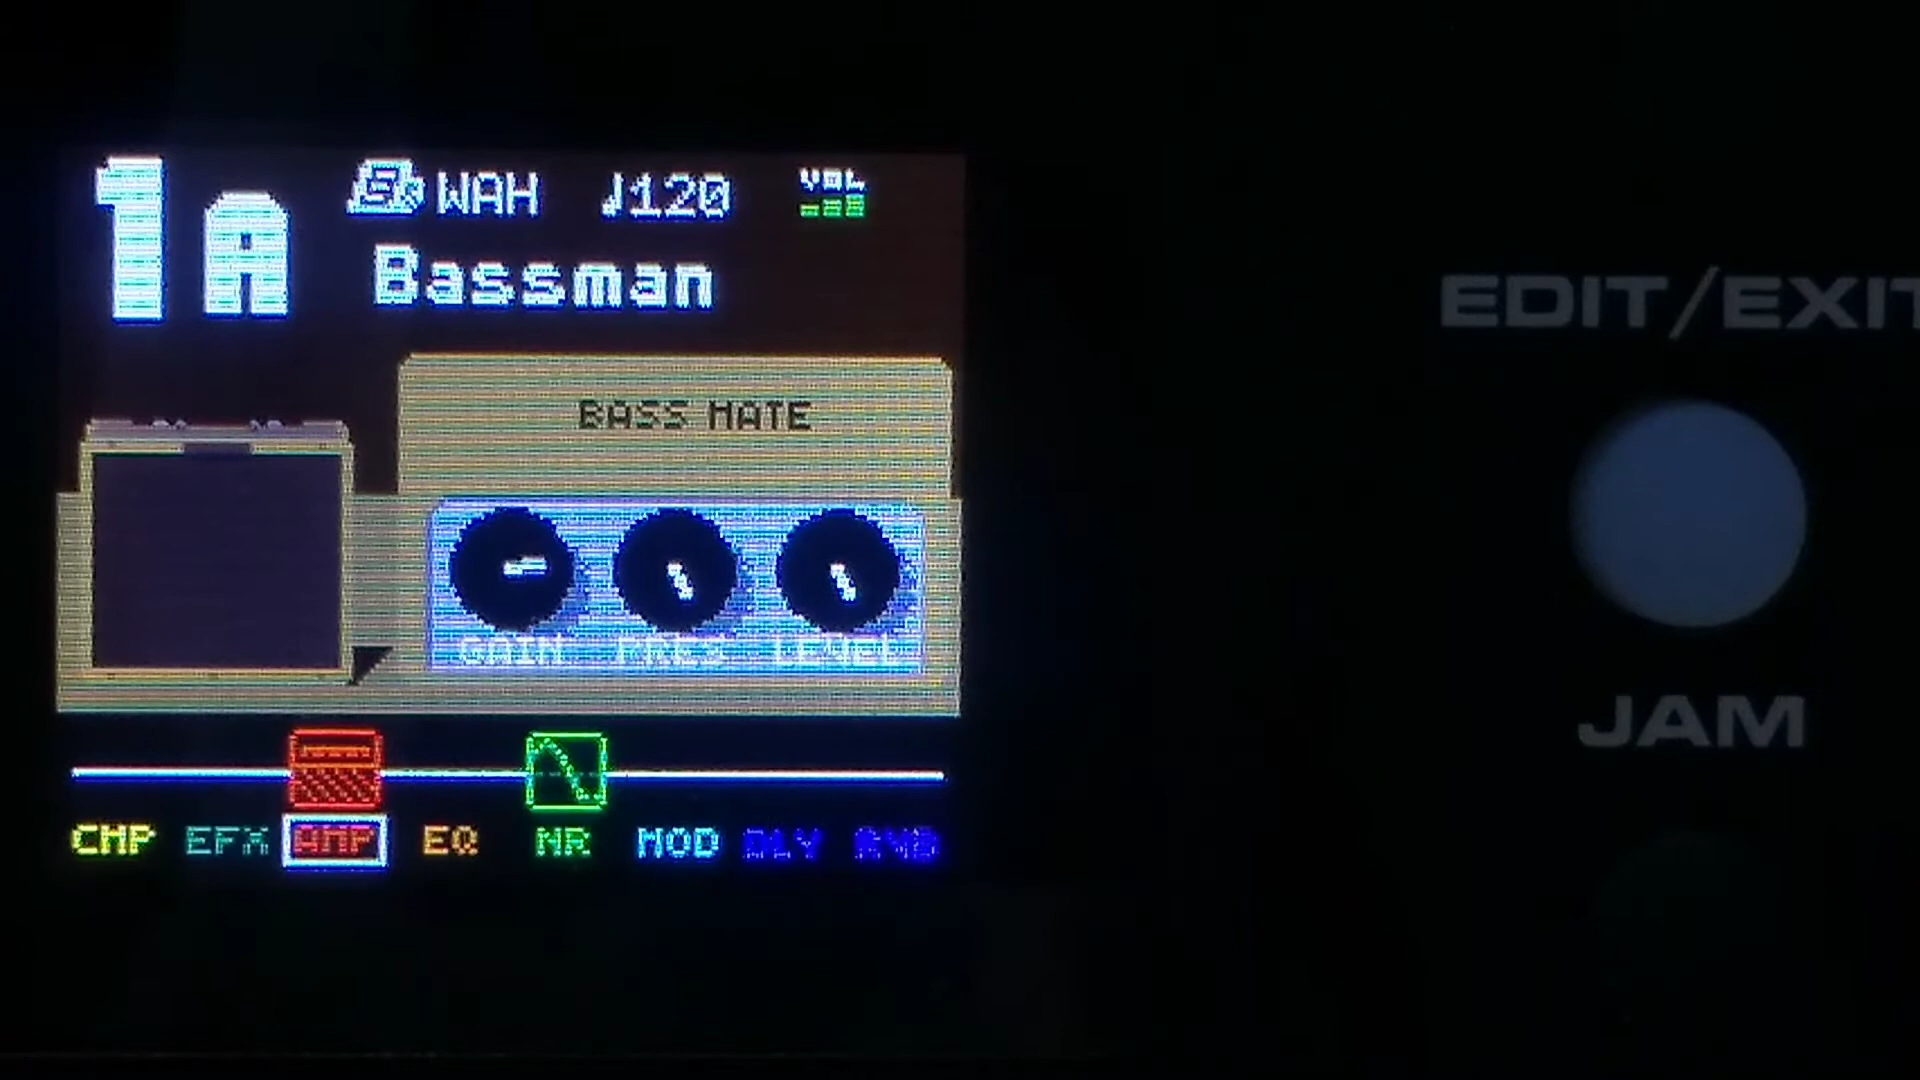 1A WAH ♩120 VOL
Bassman
BASS MATE
GAIN PRES LEVEL
CMP EFX AMP EQ NR MOD DLY RVB
EDIT/EXIT
JAM